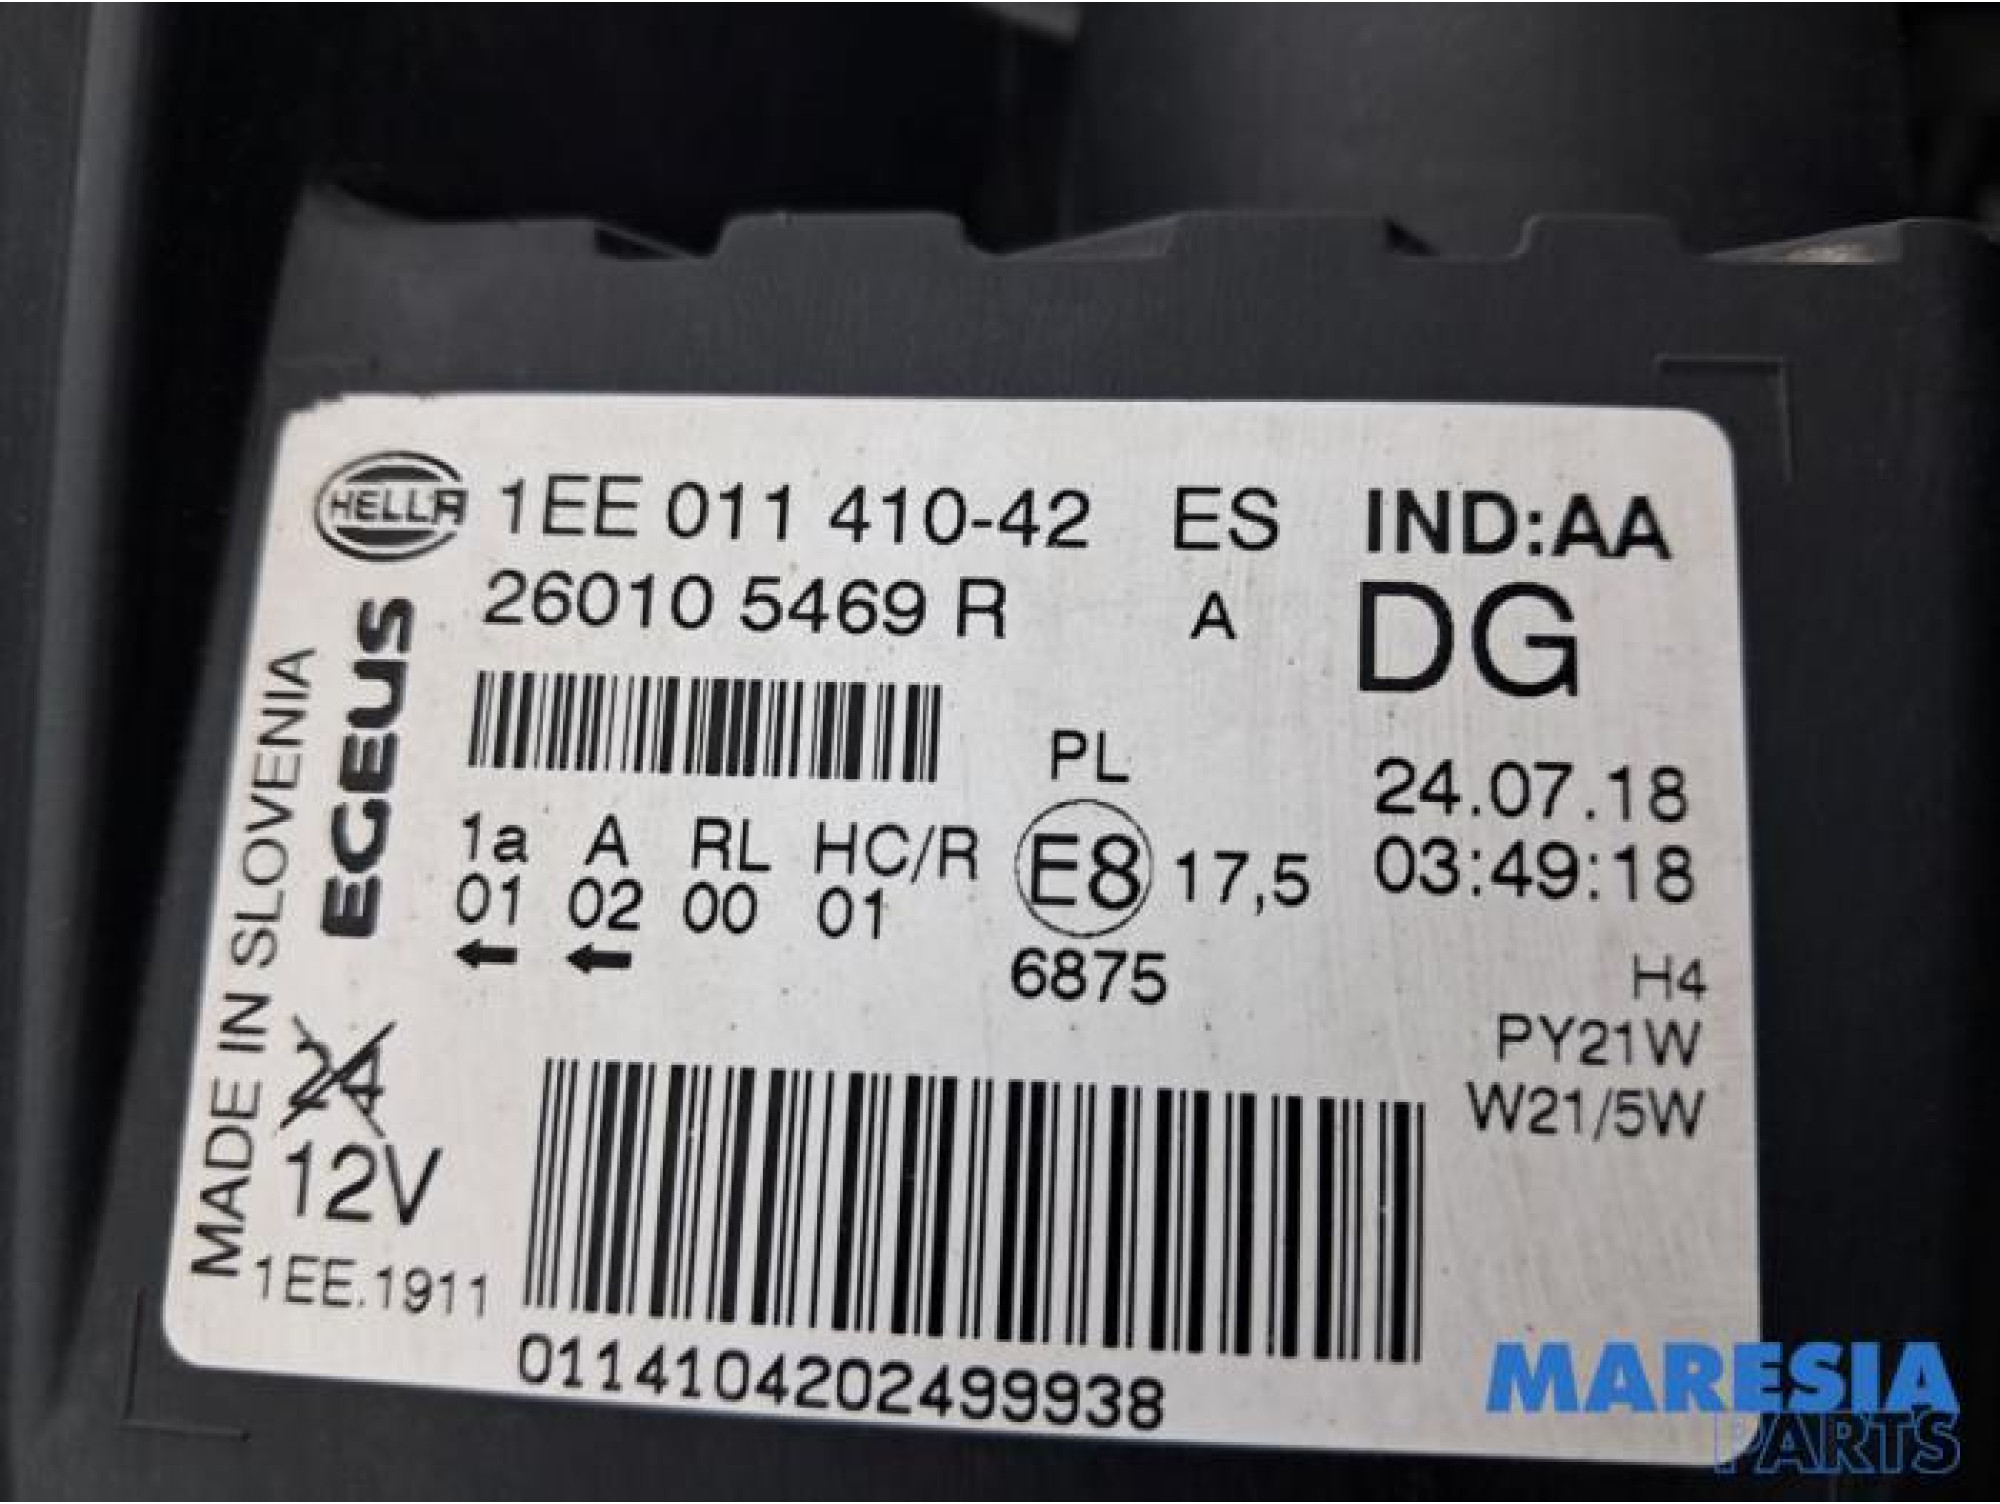 HELLA 1EE 011 410-42 ES IND:AA
26010 5469 R A DG
PL
24.07.18
1a A RL HC/R E8 17,5 03:49:18
01 02 00 01
6875
H4
PY21W
W21/5W
EGEUS
MADE IN SLOVENIA
24
12V
1EE.1911
0114104202499938
MARESIA
PARTS